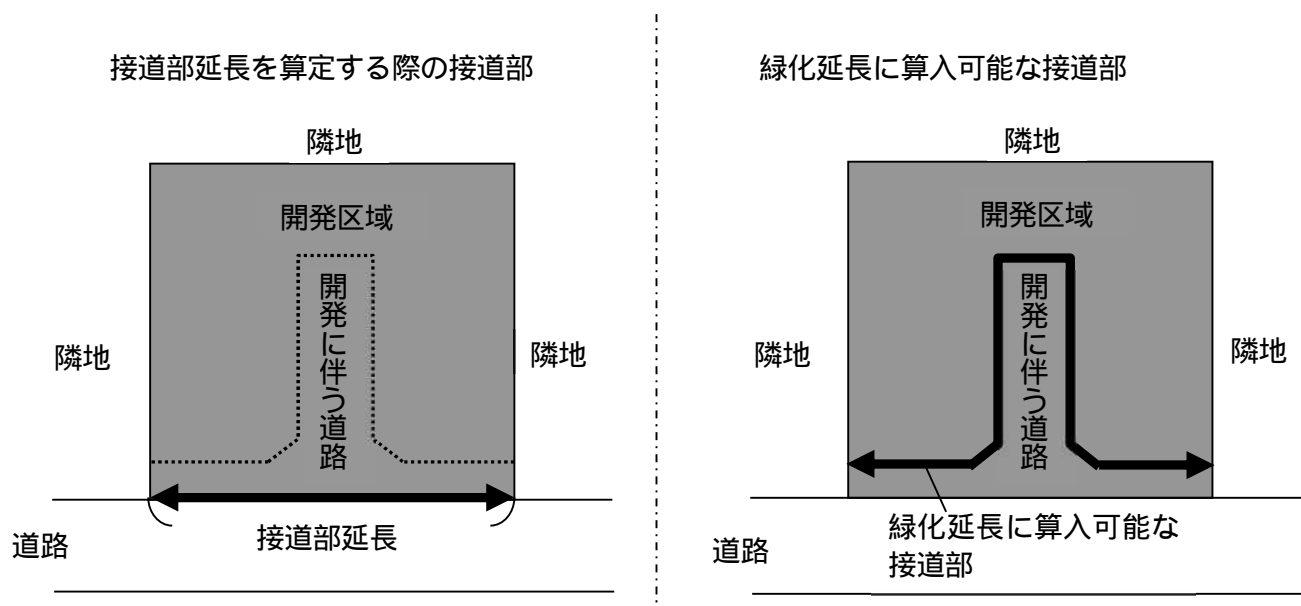 接道部延長を算定する際の接道部
隣地
開発区域
開発に伴う道路
隣地
隣地
接道部延長
道路
緑化延長に算入可能な接道部
隣地
開発区域
開発に伴う道路
隣地
隣地
緑化延長に算入可能な
接道部
道路